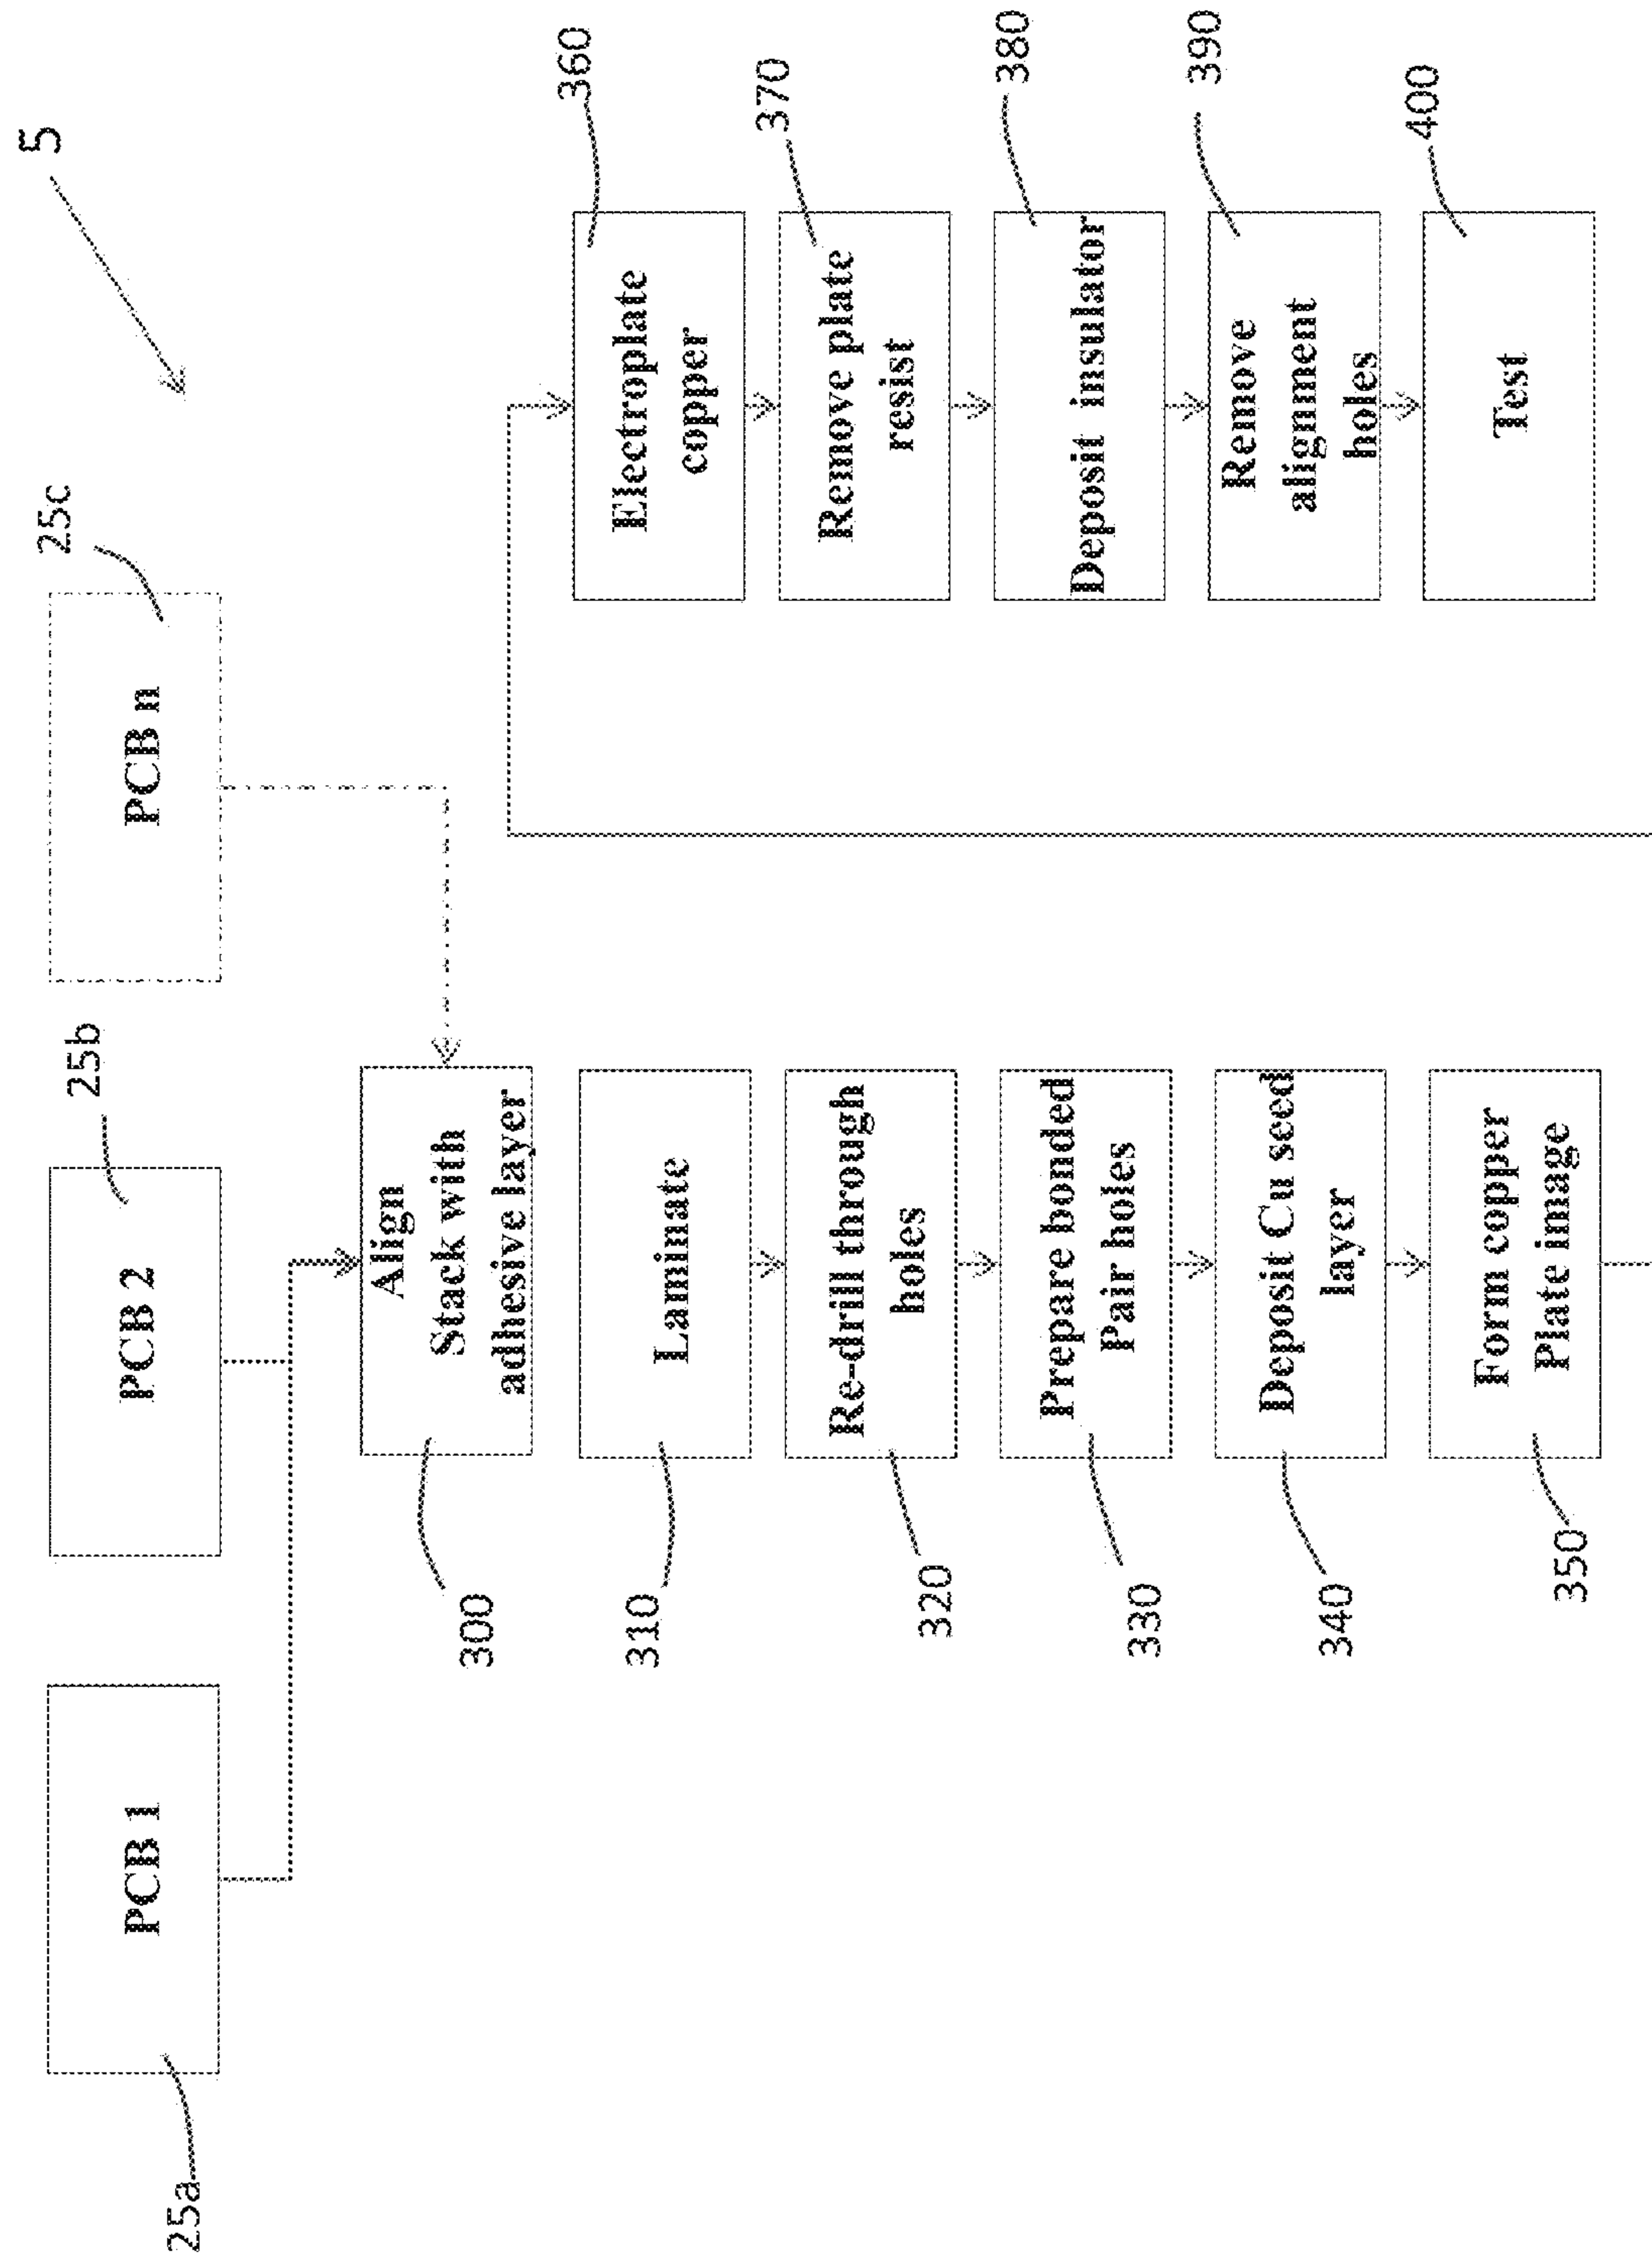 5
25a
PCB 1
25b
PCB 2
25c
PCB n
300
Align
Stack with
adhesive layer
310
Laminate
320
Re-drill through
holes
330
Prepare bonded
Pair holes
340
Deposit Cu seed
layer
350
Form copper
Plate image
360
Electroplate
copper
370
Remove plate
resist
380
Deposit insulator
390
Remove
alignment
holes
400
Test